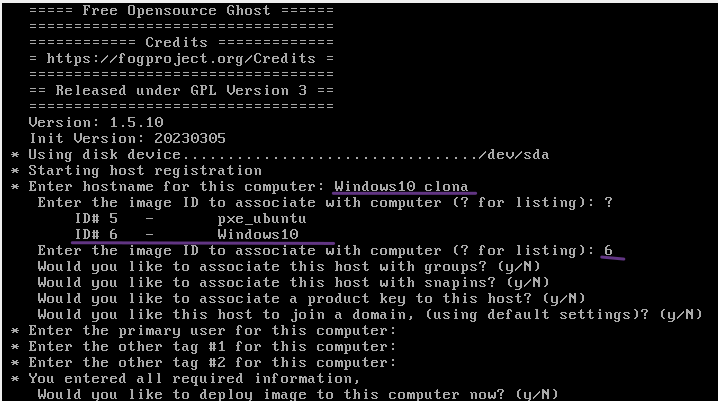 ===== Free Opensource Ghost ======
==================================
============ Credits =============
= https://fogproject.org/Credits =
==================================
== Released under GPL Version 3 ==
==================================
Version: 1.5.10
Init Version: 20230305
* Using disk device................................/dev/sda
* Starting host registration
* Enter hostname for this computer: Windows10 clona
Enter the image ID to associate with computer (? for listing): ?
ID# 5 - pxe_ubuntu
ID# 6 - Windows10
Enter the image ID to associate with computer (? for listing): 6
Would you like to associate this host with groups? (y/N)
Would you like to associate this host with snapins? (y/N)
Would you like to associate a product key to this host? (y/N)
Would you like this host to join a domain, (using default settings)? (y/N)
* Enter the primary user for this computer:
* Enter the other tag #1 for this computer:
* Enter the other tag #2 for this computer:
* You entered all required information,
Would you like to deploy image to this computer now? (y/N)